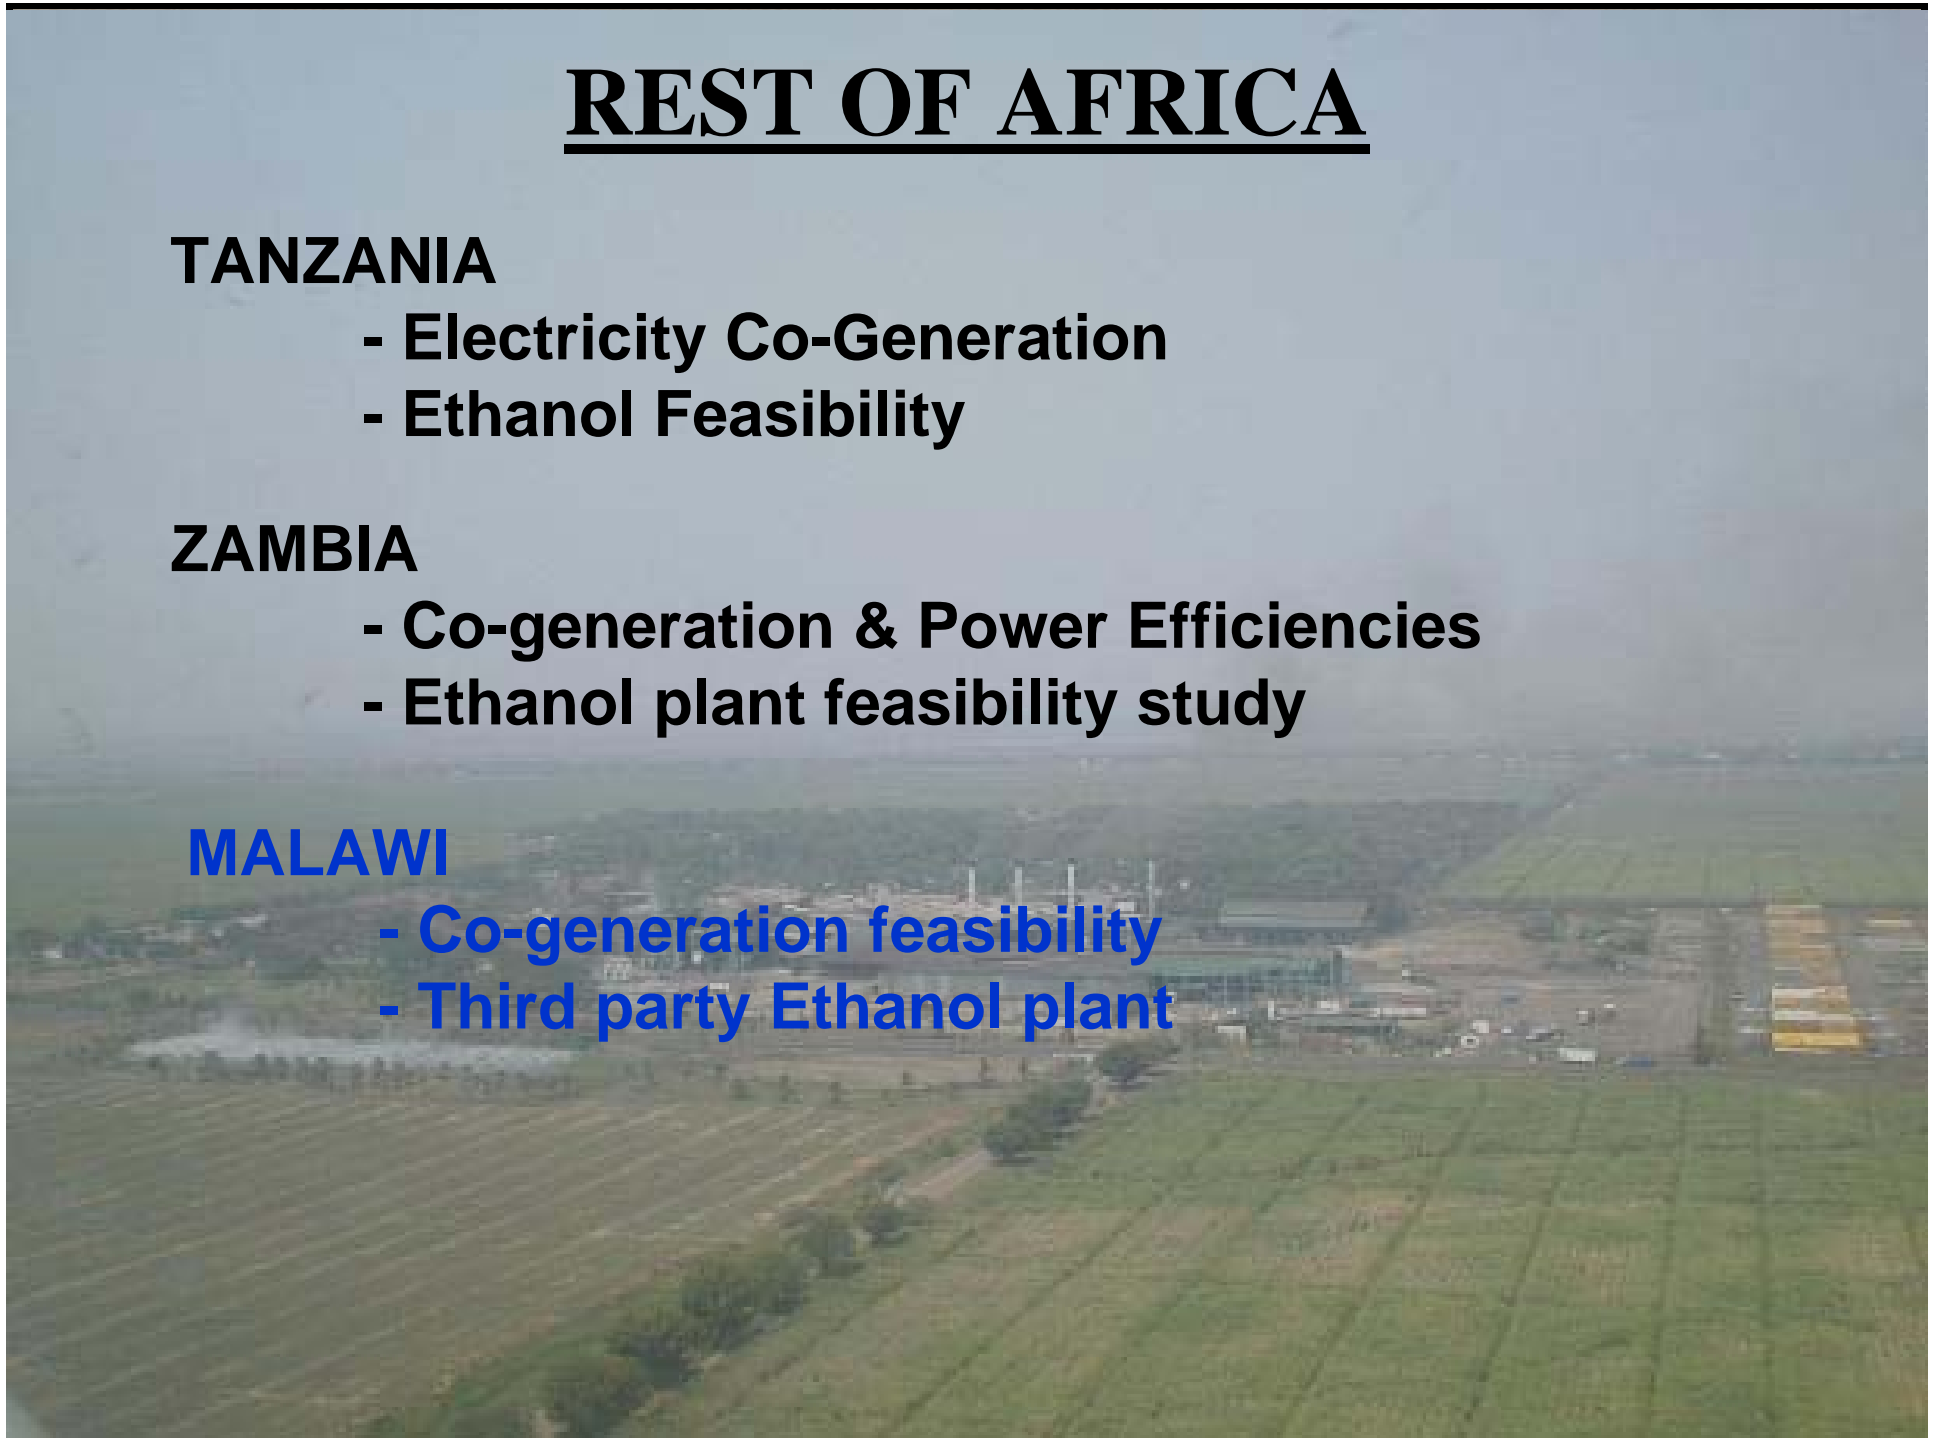 REST OF AFRICA
TANZANIA
- Electricity Co-Generation
- Ethanol Feasibility
ZAMBIA
- Co-generation & Power Efficiencies
- Ethanol plant feasibility study
MALAWI
- Co-generation feasibility
- Third party Ethanol plant